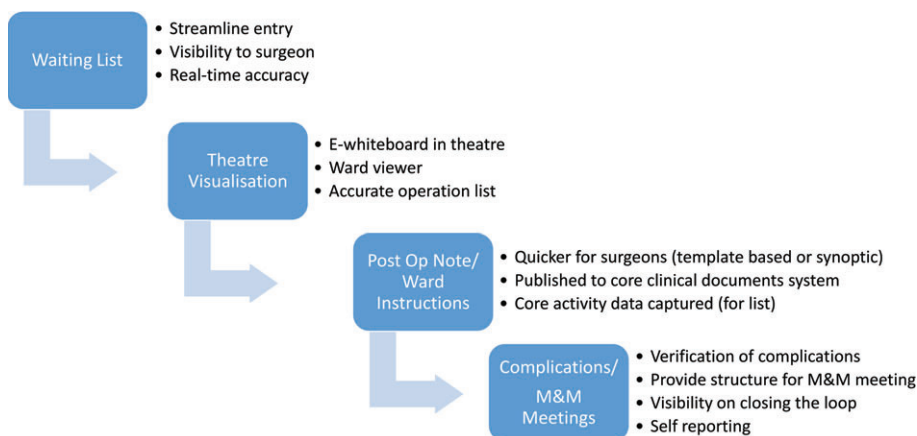 Waiting List
• Streamline entry
• Visibility to surgeon
• Real-time accuracy
Theatre
Visualisation
• E-whiteboard in theatre
• Ward viewer
• Accurate operation list
Post Op Note/
Ward
Instructions
• Quicker for surgeons (template based or synoptic)
• Published to core clinical documents system
• Core activity data captured (for list)
Complications/
M&M
Meetings
• Verification of complications
• Provide structure for M&M meeting
• Visibility on closing the loop
• Self reporting